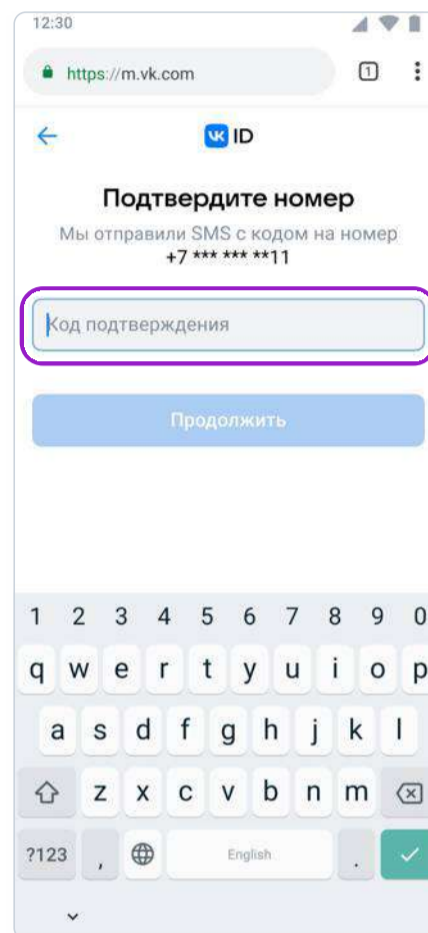 12:30
https://m.vk.com 1
VK ID
Подтвердите номер
Мы отправили SMS с кодом на номер
+7 *** *** **11
Код подтверждения
Продолжить
1 2 3 4 5 6 7 8 9 0
q w e r t y u i o p
a s d f g h j k l
z x c v b n m
?123 , English .